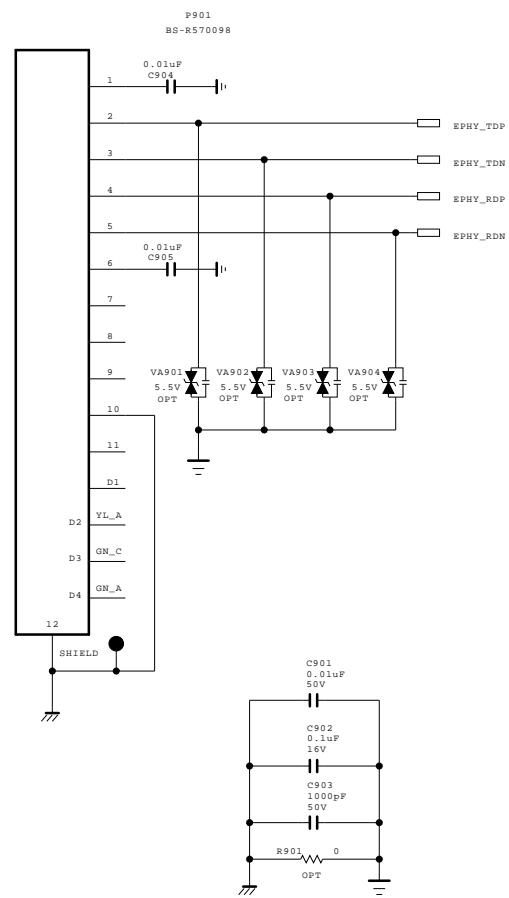 P901
BS-R570098
0.01uF
C904
1
2
EPHY_TDP
3
EPHY_TDN
4
EPHY_RDP
5
EPHY_RDN
0.01uF
C905
6
7
8
9
VA901
5.5V
OPT
VA902
5.5V
OPT
VA903
5.5V
OPT
VA904
5.5V
OPT
10
11
D1
D2 YL_A
D3 GN_C
D4 GN_A
12
SHIELD
C901
0.01uF
50V
C902
0.1uF
16V
C903
1000pF
50V
R901 0
OPT